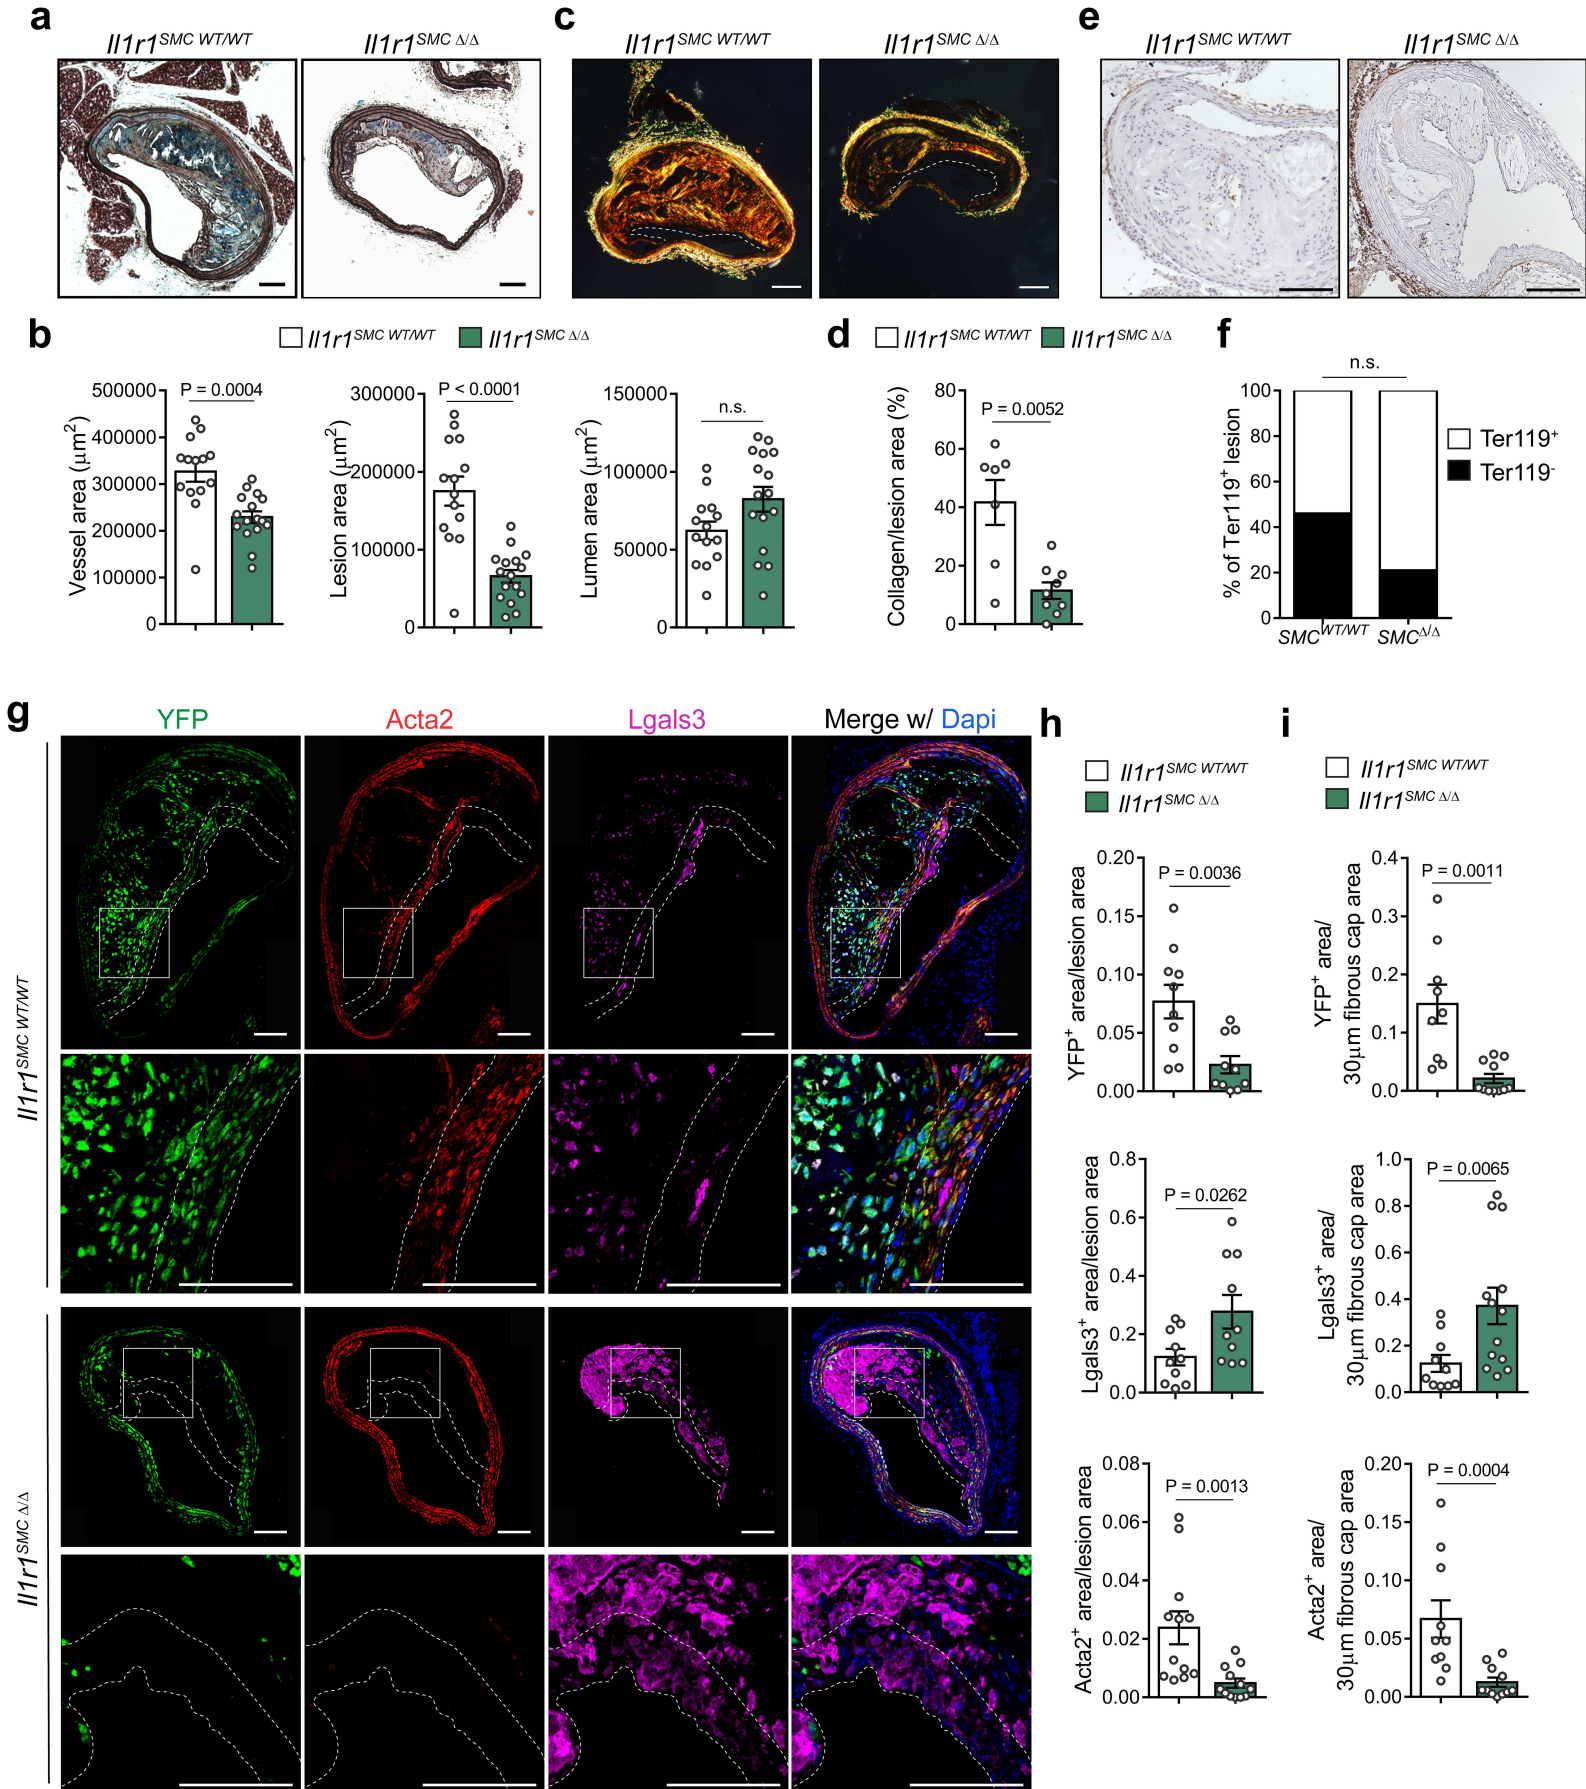 a
Il1r1SMC WT/WT
Il1r1SMC Δ/Δ
c
Il1r1SMC WT/WT
Il1r1SMC Δ/Δ
e
Il1r1SMC WT/WT
Il1r1SMC Δ/Δ
b
Il1r1SMC WT/WT
Il1r1SMC Δ/Δ
Vessel area (μm2)
500000
400000
300000
200000
100000
0
P = 0.0004
Lesion area (μm2)
300000
200000
100000
0
P < 0.0001
Lumen area (μm2)
150000
100000
50000
0
n.s.
d
Il1r1SMC WT/WT
Il1r1SMC Δ/Δ
Collagen/lesion area (%)
80
60
40
20
0
P = 0.0052
f
n.s.
% of Ter119+ lesion
100
80
60
40
20
0
SMCWT/WT
SMCΔ/Δ
Ter119+
Ter119-
g
YFP
Acta2
Lgals3
Merge w/ Dapi
Il1r1SMC WT/WT
Il1r1SMC Δ/Δ
h
Il1r1SMC WT/WT
Il1r1SMC Δ/Δ
YFP+ area/lesion area
0.20
0.15
0.10
0.05
0.00
P = 0.0036
Lgals3+ area/lesion area
0.8
0.6
0.4
0.2
0.0
P = 0.0262
Acta2+ area/lesion area
0.08
0.06
0.04
0.02
0.00
P = 0.0013
i
Il1r1SMC WT/WT
Il1r1SMC Δ/Δ
YFP+ area/
30μm fibrous cap area
0.4
0.3
0.2
0.1
0.0
P = 0.0011
Lgals3+ area/
30μm fibrous cap area
1.0
0.8
0.6
0.4
0.2
0.0
P = 0.0065
Acta2+ area/
30μm fibrous cap area
0.20
0.15
0.10
0.05
0.00
P = 0.0004